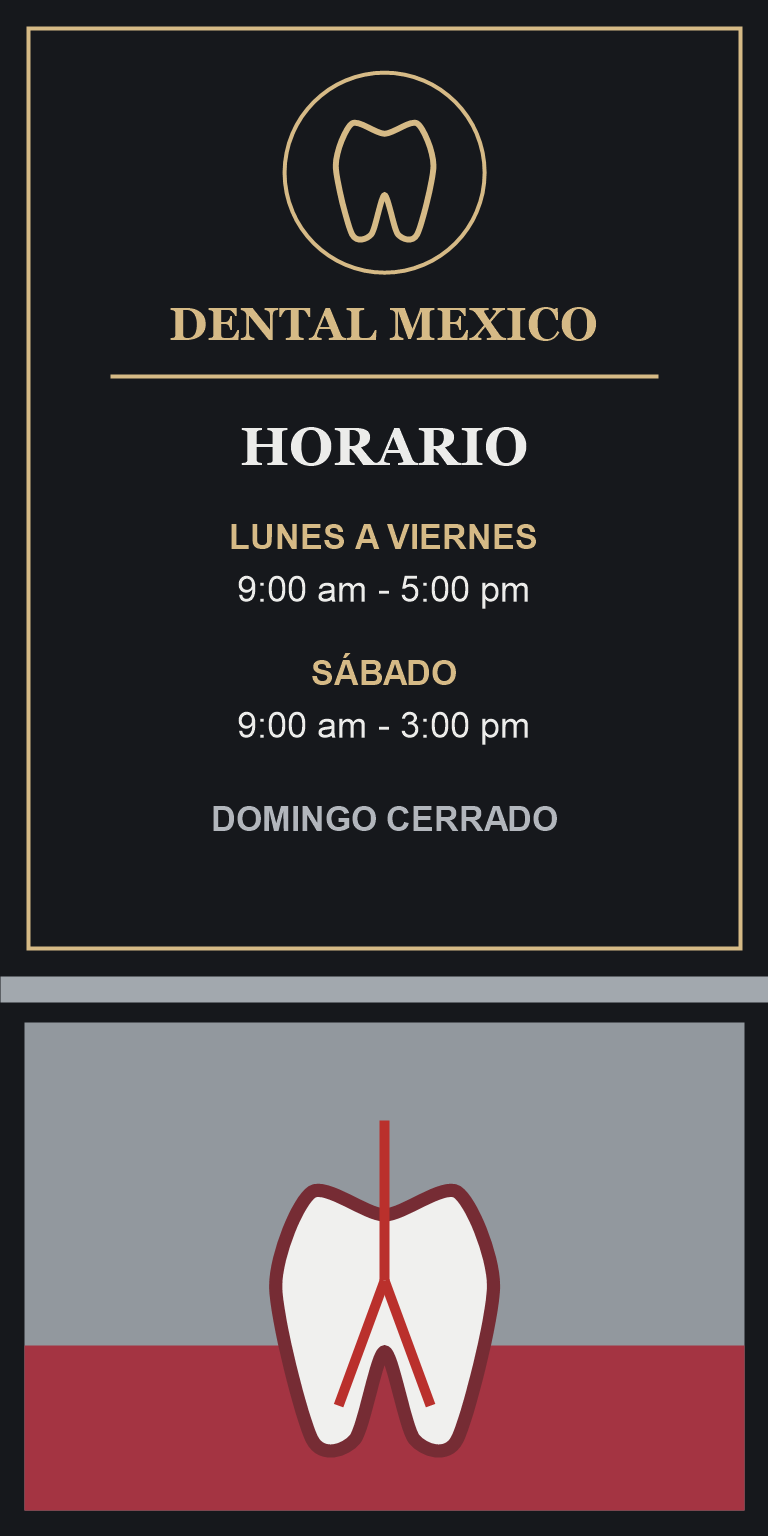 DENTAL MEXICO
HORARIO
LUNES A VIERNES
9:00 am - 5:00 pm
SÁBADO
9:00 am - 3:00 pm
DOMINGO CERRADO